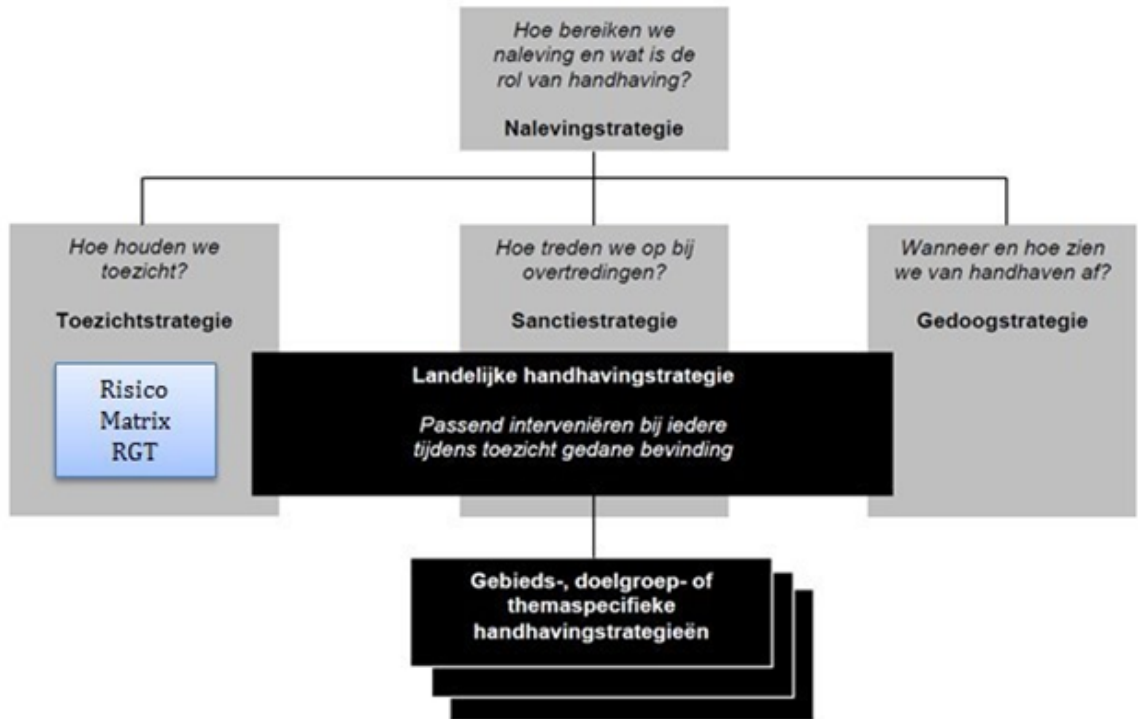 Hoe bereiken we
naleving en wat is de
rol van handhaving?
Nalevingstrategie
Hoe houden we
toezicht?
Toezichtstrategie
Risico
Matrix
RGT
Hoe treden we op bij
overtredingen?
Sanctiestrategie
Wanneer en hoe zien
we van handhaven af?
Gedoogstrategie
Landelijke handhavingstrategie
Passend interveniëren bij iedere
tijdens toezicht gedane bevinding
Gebieds-, doelgroep- of
themaspecifieke
handhavingstrategieën